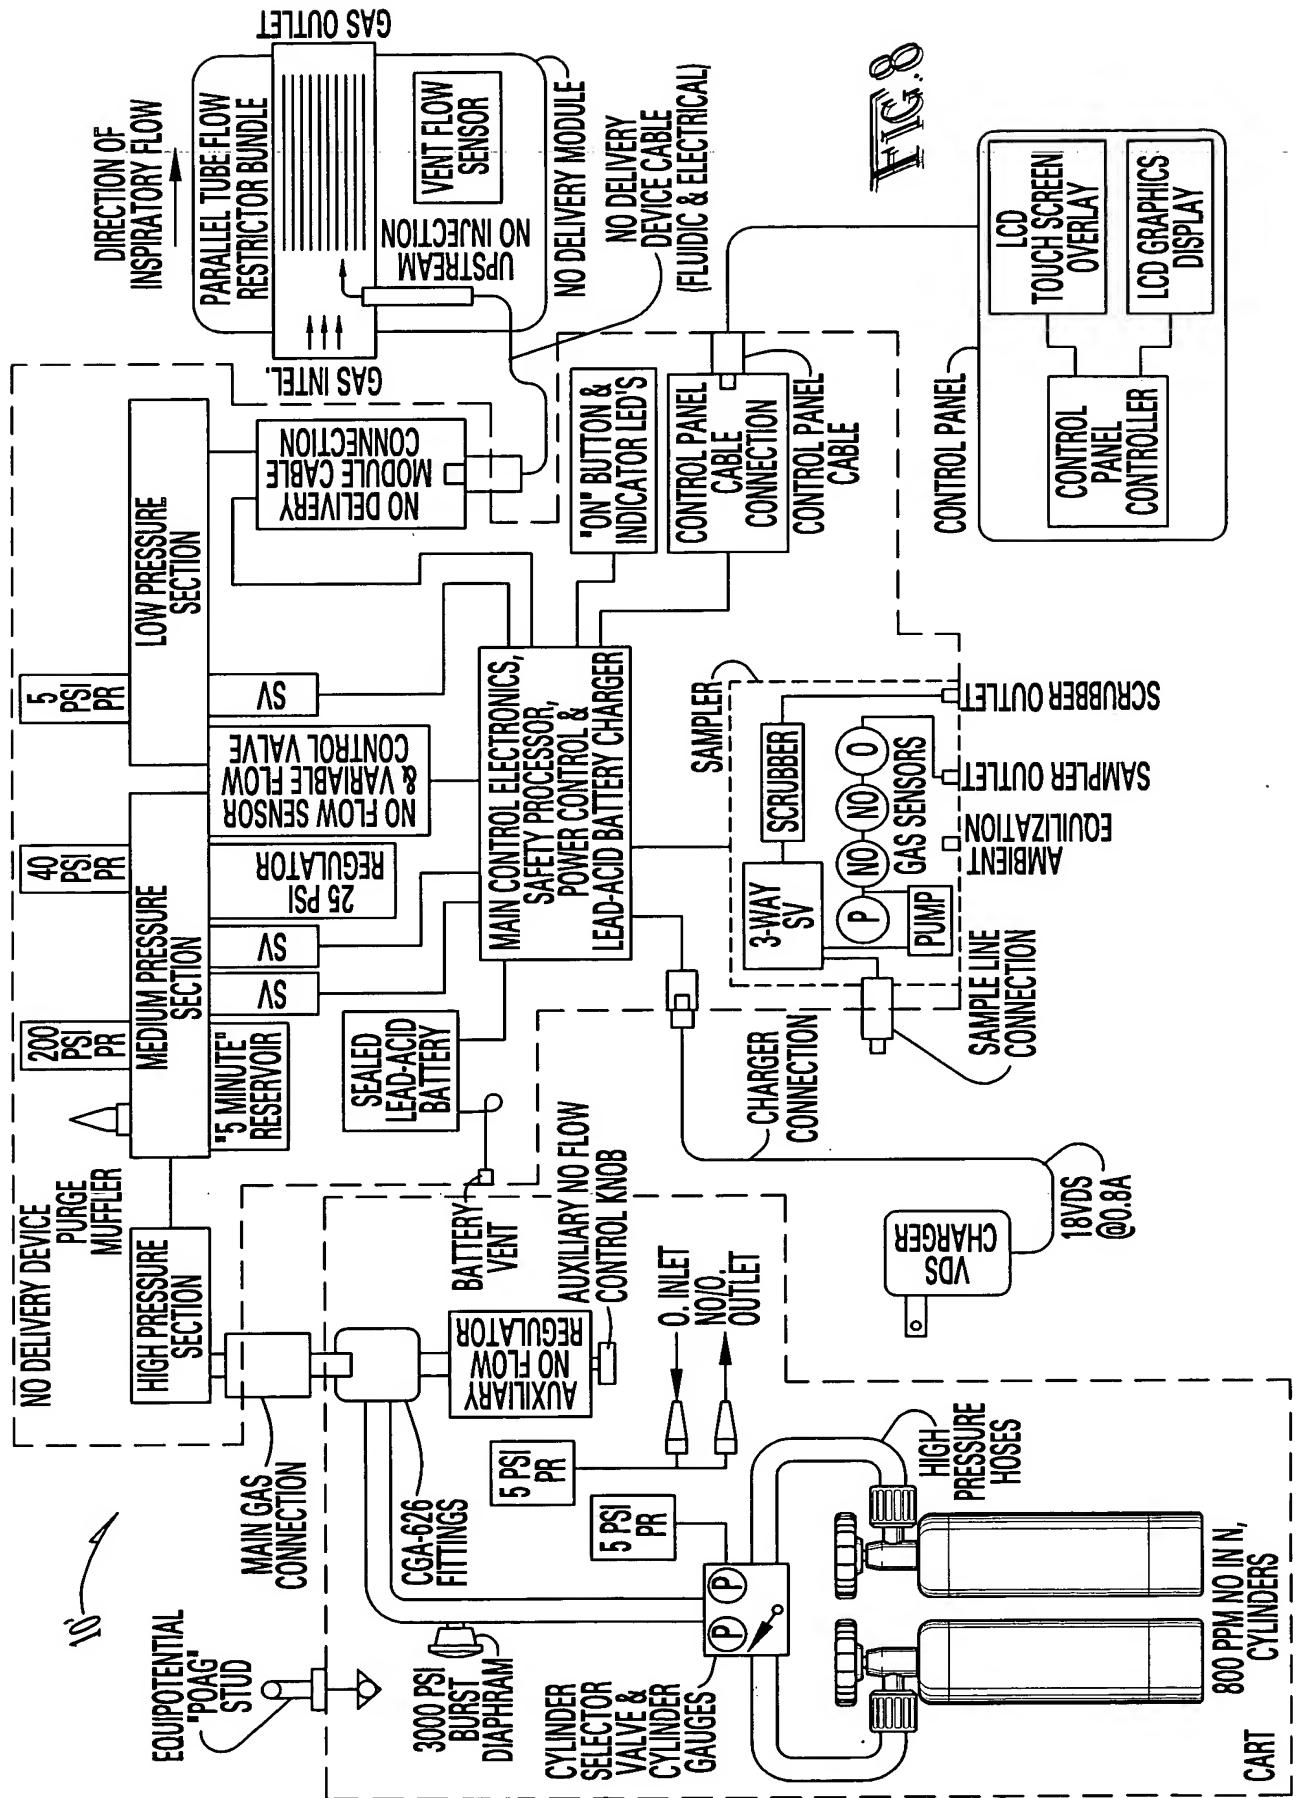 10'
NO DELIVERY DEVICE
PURGE
MUFFLER
HIGH PRESSURE
SECTION
200
PSI
PR
MEDIUM PRESSURE
SECTION
"5 MINUTE"
RESERVOIR
SV
SV
40
PSI
PR
25 PSI
REGULATOR
NO FLOW SENSOR
& VARIABLE FLOW
CONTROL VALVE
5
PSI
PR
LOW PRESSURE
SECTION
SV
NO DELIVERY
MODULE CABLE
CONNECTION
DIRECTION OF
INSPIRATORY FLOW
PARALLEL TUBE FLOW
RESTRICTOR BUNDLE
GAS INTEL.
GAS OUTLET
UPSTREAM
NO INJECTION
VENT FLOW
SENSOR
NO DELIVERY MODULE
NO DELIVERY
DEVICE CABLE
(FLUIDIC & ELECTRICAL)
EQUIPOTENTIAL
"POAG"
STUD
MAIN GAS
CONNECTION
CGA-626
FITTINGS
3000 PSI
BURST
DIAPHRAM
AUXILIARY
NO FLOW
REGULATOR
AUXILIARY NO FLOW
CONTROL KNOB
BATTERY
VENT
SEALED
LEAD-ACID
BATTERY
MAIN CONTROL ELECTRONICS,
SAFETY PROCESSOR,
POWER CONTROL &
LEAD-ACID BATTERY CHARGER
"ON" BUTTON &
INDICATOR LED'S
CONTROL PANEL
CABLE
CONNECTION
CONTROL PANEL
CABLE
5 PSI
PR
5 PSI
PR
O. INLET
NO/O.
OUTLET
CYLINDER
SELECTOR
VALVE &
CYLINDER
GAUGES
P
P
HIGH
PRESSURE
HOSES
800 PPM NO IN N,
CYLINDERS
CART
CHARGER
CONNECTION
VDS
CHARGER
18VDS
@0.8A
SAMPLER
3-WAY
SV
SCRUBBER
P
NO
NO
O
GAS SENSORS
PUMP
SAMPLE LINE
CONNECTION
AMBIENT
EQUILIZATION
SAMPLER OUTLET
SCRUBBER OUTLET
CONTROL PANEL
CONTROL
PANEL
CONTROLLER
LCD
TOUCH SCREEN
OVERLAY
LCD GRAPHICS
DISPLAY
FIG. 8